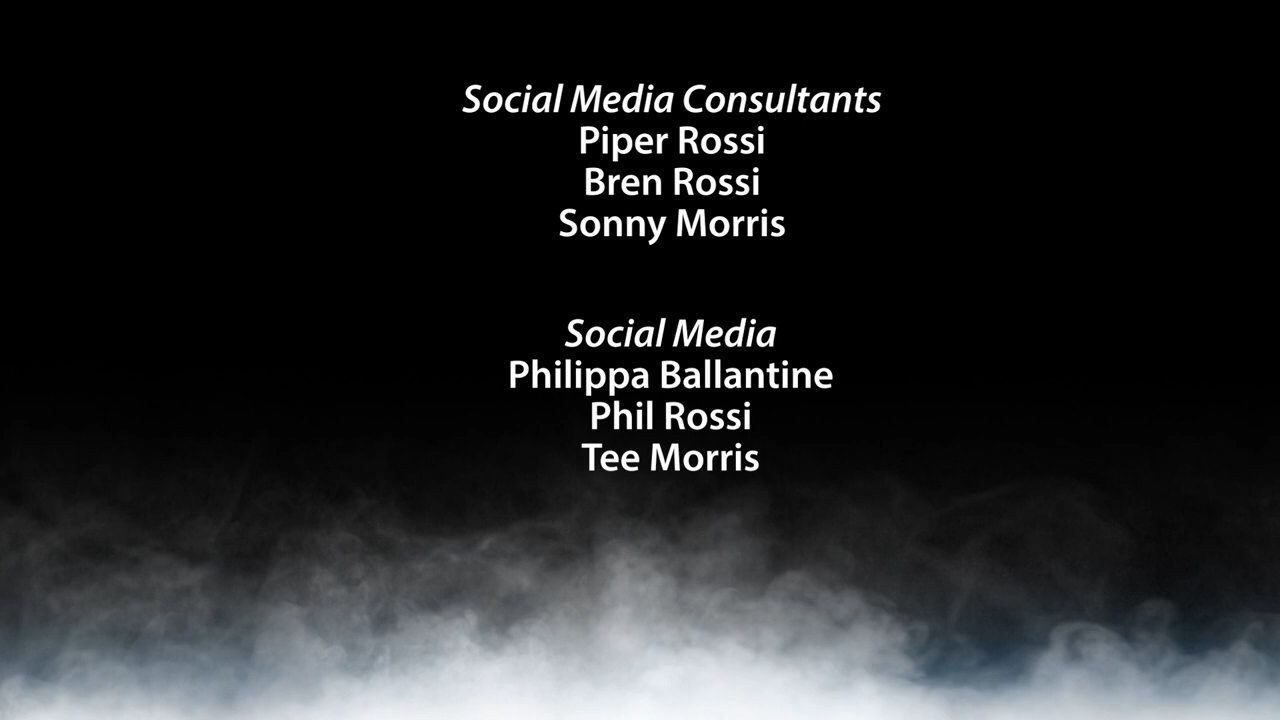 Social Media Consultants
Piper Rossi
Bren Rossi
Sonny Morris
Social Media
Philippa Ballantine
Phil Rossi
Tee Morris